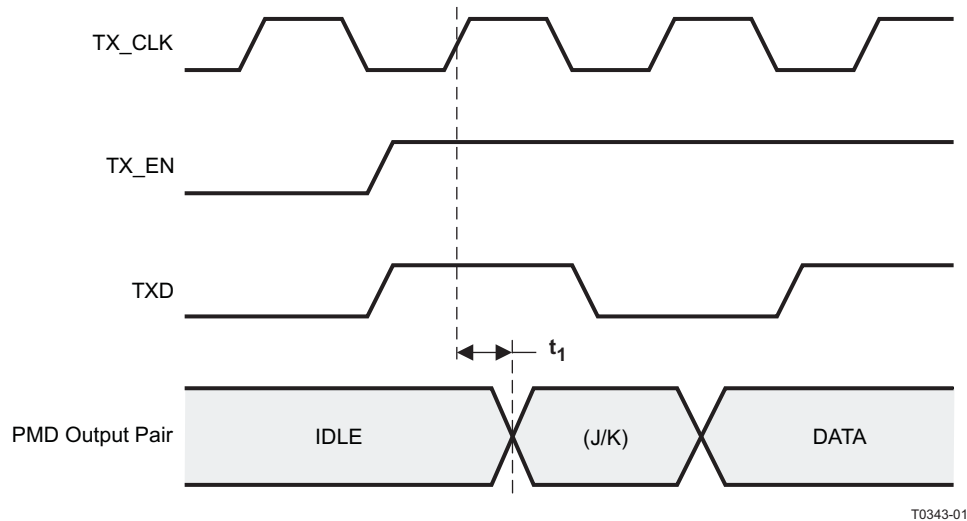 TX_CLK
TX_EN
TXD
t1
PMD Output Pair
IDLE
(J/K)
DATA
T0343-01